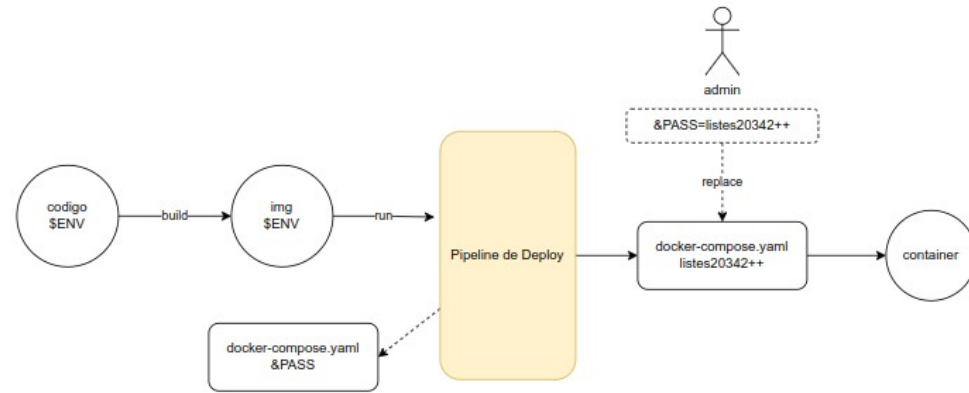 admin
&PASS=listes20342++
replace
codigo
$ENV
build
img
$ENV
run
Pipeline de Deploy
docker-compose.yaml
listes20342++
container
docker-compose.yaml
&PASS